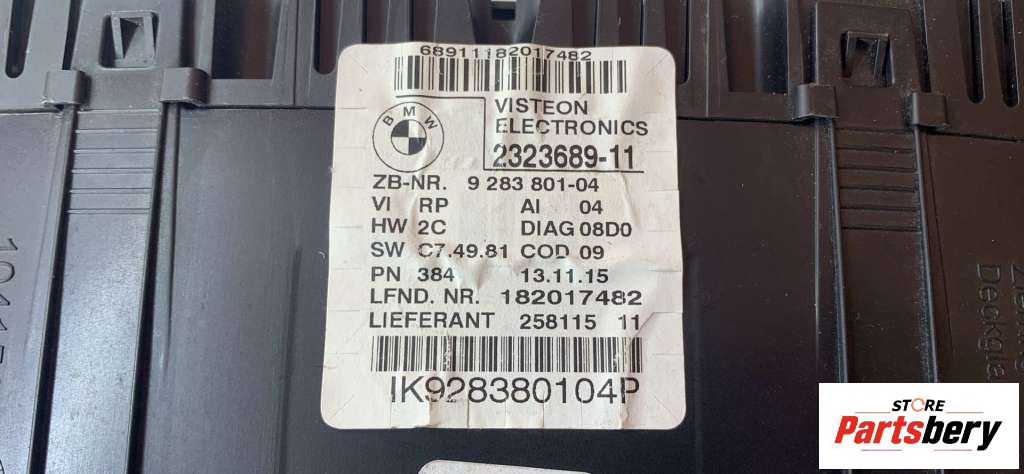 68911182017482
BMW
VISTEON
ELECTRONICS
2323689-11
ZB-NR. 9 283 801-04
VI RP AI 04
HW 2C DIAG 08D0
SW C7.49.81 COD 09
PN 384 13.11.15
LFND. NR. 182017482
LIEFERANT 258115 11
IK928380104P
STORE
Partsbery